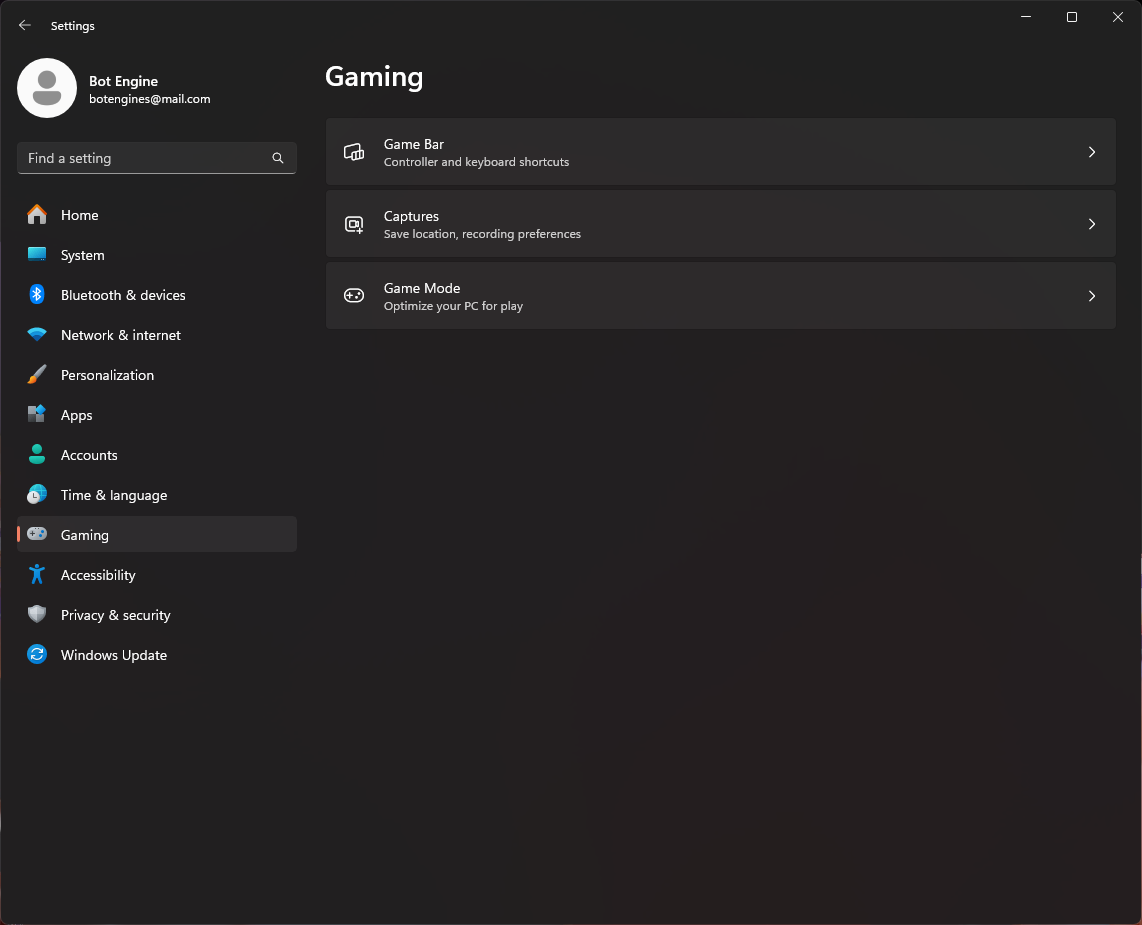 Settings
Bot Engine
botengines@mail.com
Find a setting
Home
System
Bluetooth & devices
Network & internet
Personalization
Apps
Accounts
Time & language
Gaming
Accessibility
Privacy & security
Windows Update
Gaming
Game Bar
Controller and keyboard shortcuts
Captures
Save location, recording preferences
Game Mode
Optimize your PC for play